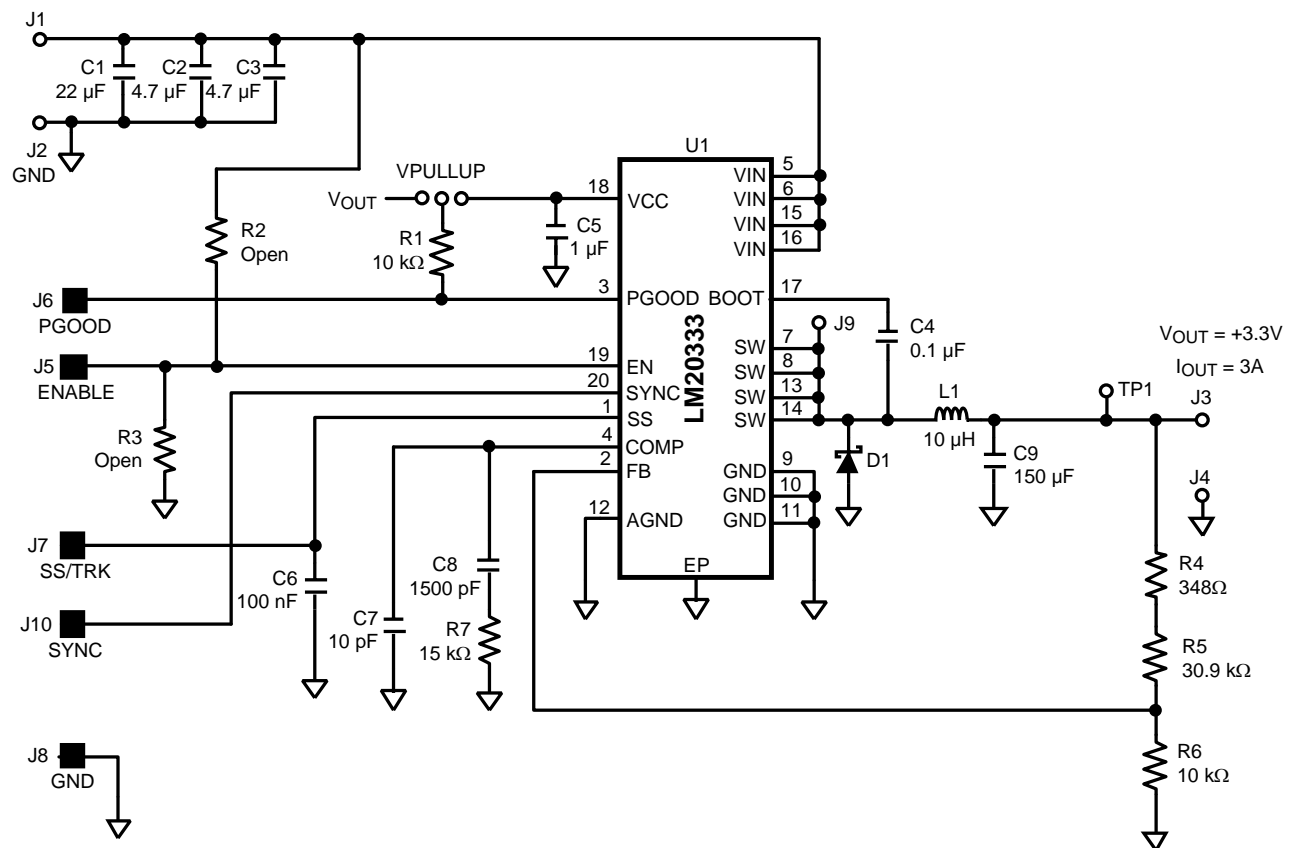 J1
C1
22 µF
C2
4.7 µF
C3
4.7 µF
J2
GND
U1
VPULLUP
VOUT
18
VCC
VIN
5
VIN
6
VIN
15
VIN
16
R2
Open
R1
10 kΩ
C5
1 µF
J6
PGOOD
3
PGOOD
BOOT
17
J9
C4
0.1 µF
VOUT = +3.3V
IOUT = 3A
LM20333
SW
7
SW
8
SW
13
SW
14
J5
ENABLE
19
EN
20
SYNC
1
SS
4
COMP
2
FB
12
AGND
GND
9
GND
10
GND
11
EP
L1
10 µH
TP1
J3
R3
Open
D1
C9
150 µF
J4
J7
SS/TRK
C6
100 nF
C8
1500 pF
C7
10 pF
R7
15 kΩ
R4
348Ω
J10
SYNC
R5
30.9 kΩ
J8
GND
R6
10 kΩ